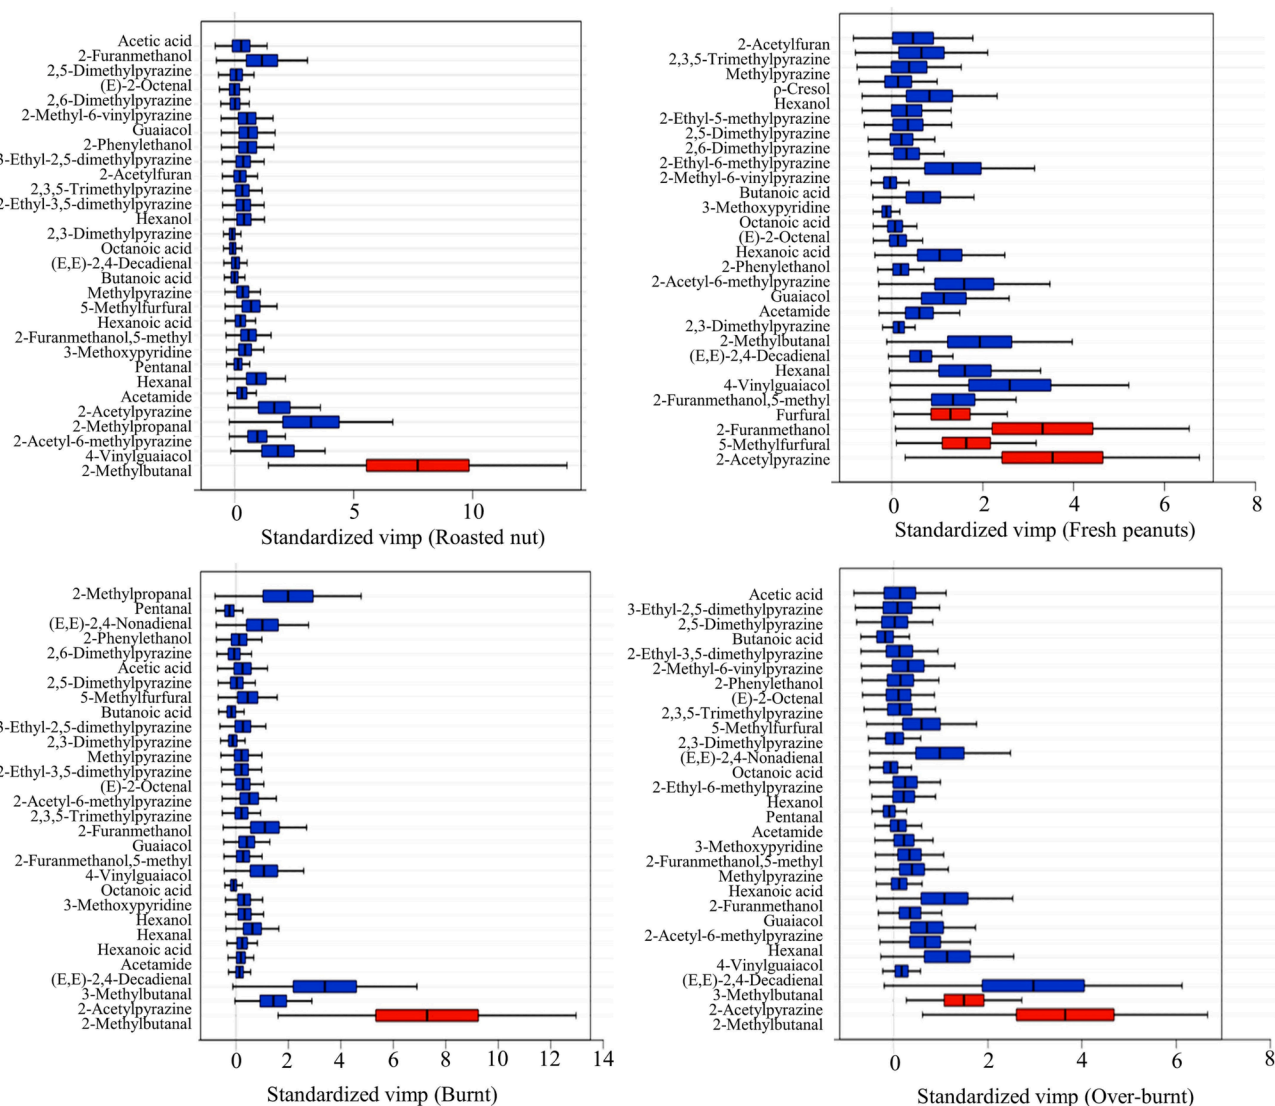 Acetic acid
2-Furanmethanol
2,5-Dimethylpyrazine
(E)-2-Octenal
2,6-Dimethylpyrazine
2-Methyl-6-vinylpyrazine
Guaiacol
2-Phenylethanol
3-Ethyl-2,5-dimethylpyrazine
2-Acetylfuran
2,3,5-Trimethylpyrazine
2-Ethyl-3,5-dimethylpyrazine
Hexanol
2,3-Dimethylpyrazine
Octanoic acid
(E,E)-2,4-Decadienal
Butanoic acid
Methylpyrazine
5-Methylfurfural
Hexanoic acid
2-Furanmethanol,5-methyl
3-Methoxypyridine
Pentanal
Hexanal
Acetamide
2-Acetylpyrazine
2-Methylpropanal
2-Acetyl-6-methylpyrazine
4-Vinylguaiacol
2-Methylbutanal
0 5 10
Standardized vimp (Roasted nut)
2-Acetylfuran
2,3,5-Trimethylpyrazine
Methylpyrazine
ρ-Cresol
Hexanol
2-Ethyl-5-methylpyrazine
2,5-Dimethylpyrazine
2,6-Dimethylpyrazine
2-Ethyl-6-methylpyrazine
2-Methyl-6-vinylpyrazine
Butanoic acid
3-Methoxypyridine
Octanoic acid
(E)-2-Octenal
Hexanoic acid
2-Phenylethanol
2-Acetyl-6-methylpyrazine
Guaiacol
Acetamide
2,3-Dimethylpyrazine
2-Methylbutanal
(E,E)-2,4-Decadienal
Hexanal
4-Vinylguaiacol
2-Furanmethanol,5-methyl
Furfural
2-Furanmethanol
5-Methylfurfural
2-Acetylpyrazine
0 2 4 6 8
Standardized vimp (Fresh peanuts)
2-Methylpropanal
Pentanal
(E,E)-2,4-Nonadienal
2-Phenylethanol
2,6-Dimethylpyrazine
Acetic acid
2,5-Dimethylpyrazine
5-Methylfurfural
Butanoic acid
3-Ethyl-2,5-dimethylpyrazine
2,3-Dimethylpyrazine
Methylpyrazine
2-Ethyl-3,5-dimethylpyrazine
(E)-2-Octenal
2-Acetyl-6-methylpyrazine
2,3,5-Trimethylpyrazine
2-Furanmethanol
Guaiacol
2-Furanmethanol,5-methyl
4-Vinylguaiacol
Octanoic acid
3-Methoxypyridine
Hexanol
Hexanal
Hexanoic acid
Acetamide
(E,E)-2,4-Decadienal
3-Methylbutanal
2-Acetylpyrazine
2-Methylbutanal
0 2 4 6 8 10 12 14
Standardized vimp (Burnt)
Acetic acid
3-Ethyl-2,5-dimethylpyrazine
2,5-Dimethylpyrazine
Butanoic acid
2-Ethyl-3,5-dimethylpyrazine
2-Methyl-6-vinylpyrazine
2-Phenylethanol
(E)-2-Octenal
2,3,5-Trimethylpyrazine
5-Methylfurfural
2,3-Dimethylpyrazine
(E,E)-2,4-Nonadienal
Octanoic acid
2-Ethyl-6-methylpyrazine
Hexanol
Pentanal
Acetamide
3-Methoxypyridine
2-Furanmethanol,5-methyl
Methylpyrazine
Hexanoic acid
2-Furanmethanol
Guaiacol
2-Acetyl-6-methylpyrazine
Hexanal
4-Vinylguaiacol
(E,E)-2,4-Decadienal
3-Methylbutanal
2-Acetylpyrazine
2-Methylbutanal
0 2 4 6 8
Standardized vimp (Over-burnt)